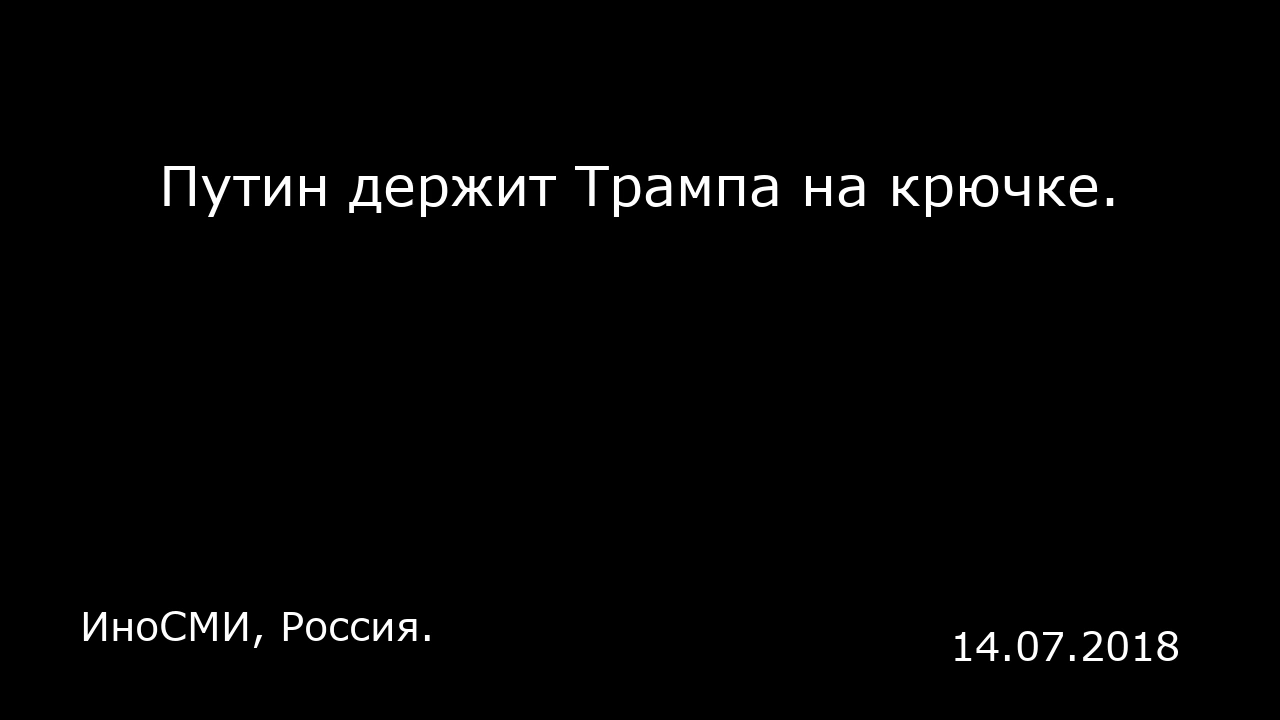 Путин держит Трампа на крючке.
ИноСМИ, Россия.
14.07.2018